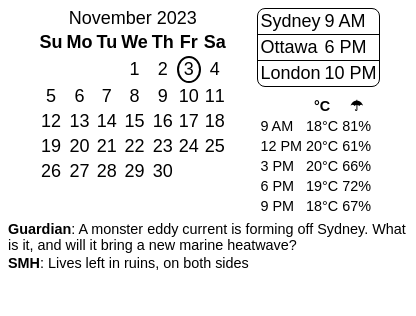 November 2023
Su Mo Tu We Th Fr Sa
1 2 3 4
5 6 7 8 9 10 11
12 13 14 15 16 17 18
19 20 21 22 23 24 25
26 27 28 29 30
Sydney 9 AM
Ottawa 6 PM
London 10 PM
°C ☂
9 AM 18°C 81%
12 PM 20°C 61%
3 PM 20°C 66%
6 PM 19°C 72%
9 PM 18°C 67%
Guardian: A monster eddy current is forming off Sydney. What
is it, and will it bring a new marine heatwave?
SMH: Lives left in ruins, on both sides